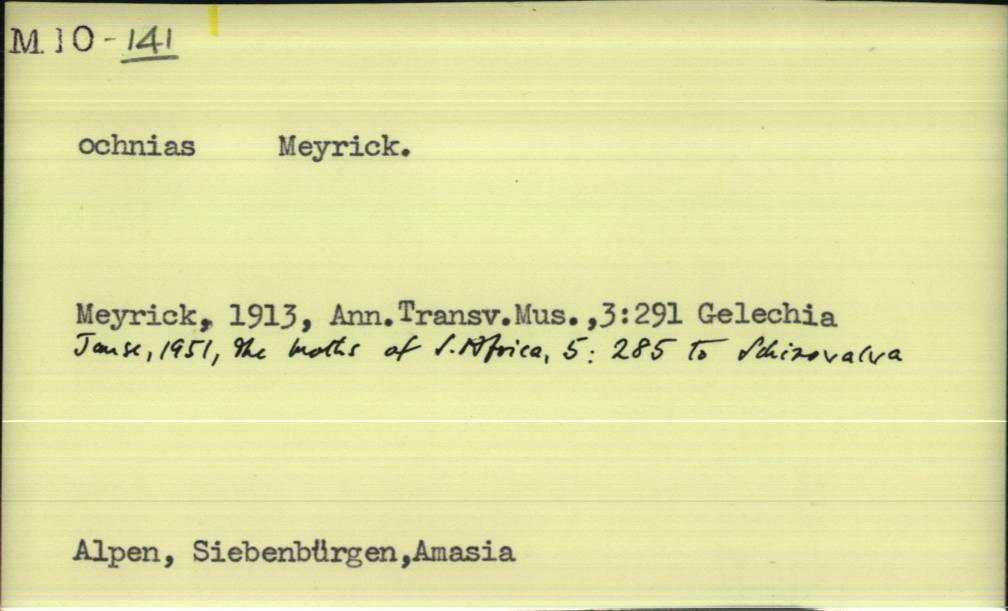 M 10-141
ochnias Meyrick.
Meyrick, 1913, Ann.Transv.Mus.,3:291 Gelechia
Janse, 1951, The Moths of S.Africa, 5: 285 to Schizovalva
Alpen, Siebenbürgen,Amasia